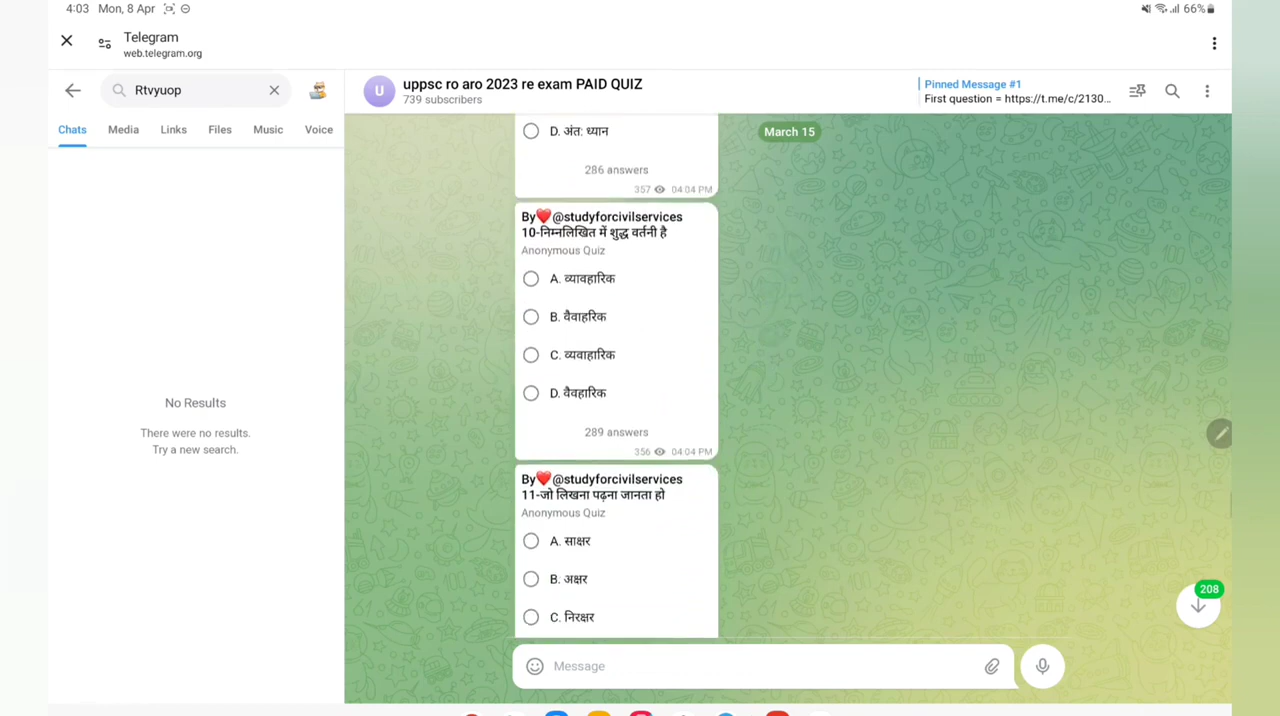 4:03 Mon, 8 Apr
66%
Telegram
web.telegram.org
Rtvyuop
Chats Media Links Files Music Voice
No Results
There were no results.
Try a new search.
U
uppsc ro aro 2023 re exam PAID QUIZ
739 subscribers
Pinned Message #1
First question = https://t.me/c/2130...
March 15
D. अंत: ध्यान
286 answers
357 04:04 PM
By❤️@studyforcivilservices
10-निम्नलिखित में शुद्ध वर्तनी है
Anonymous Quiz
A. व्यावहारिक
B. वैवाहरिक
C. व्यवाहारिक
D. वैवहारिक
289 answers
356 04:04 PM
By❤️@studyforcivilservices
11-जो लिखना पढ़ना जानता हो
Anonymous Quiz
A. साक्षर
B. अक्षर
C. निरक्षर
208
Message